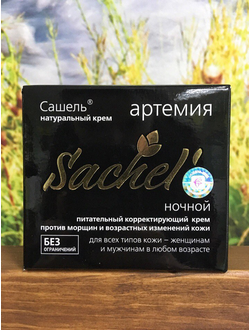 Сашель® артемия
натуральный крем
Sachel'
ночной
питательный корректирующий крем
против морщин и возрастных изменений кожи
БЕЗ
ОГРАНИЧЕНИЙ
для всех типов кожи – женщинам
и мужчинам в любом возрасте